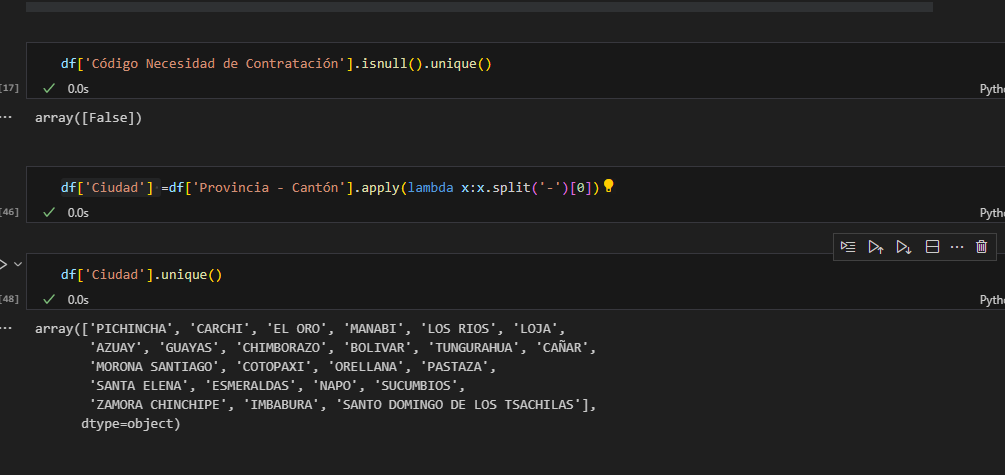 df['Código Necesidad de Contratación'].isnull().unique()
[17]
0.0s
Pyth
array([False])
df['Ciudad'] =df['Provincia - Cantón'].apply(lambda x:x.split('-')[0])
[46]
0.0s
Pyth
df['Ciudad'].unique()
[48]
0.0s
Pyth
array(['PICHINCHA', 'CARCHI', 'EL ORO', 'MANABI', 'LOS RIOS', 'LOJA',
'AZUAY', 'GUAYAS', 'CHIMBORAZO', 'BOLIVAR', 'TUNGURAHUA', 'CAÑAR',
'MORONA SANTIAGO', 'COTOPAXI', 'ORELLANA', 'PASTAZA',
'SANTA ELENA', 'ESMERALDAS', 'NAPO', 'SUCUMBIOS',
'ZAMORA CHINCHIPE', 'IMBABURA', 'SANTO DOMINGO DE LOS TSACHILAS'],
dtype=object)